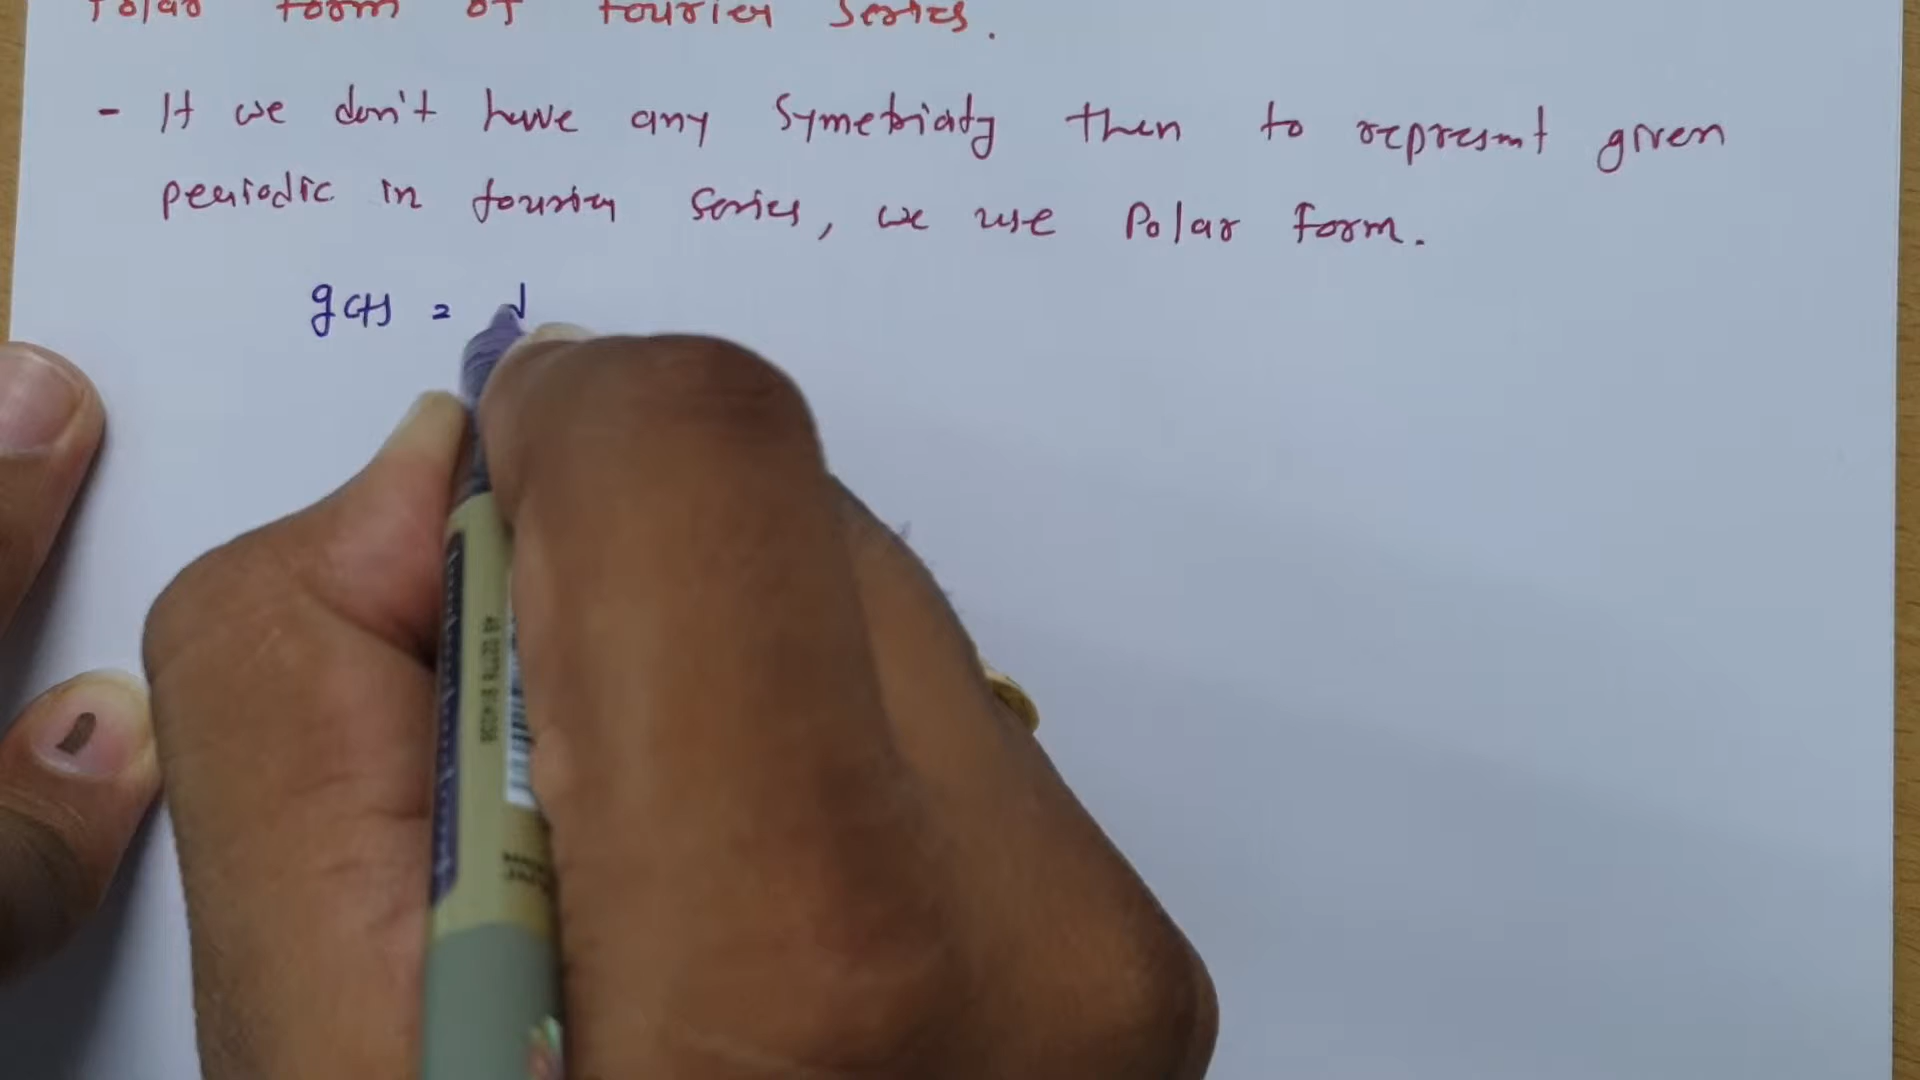 Polar form of fourier series.
- If we don't have any Symetricity then to represent given
periodic in fourier series, we use Polar form.
g(t) = d